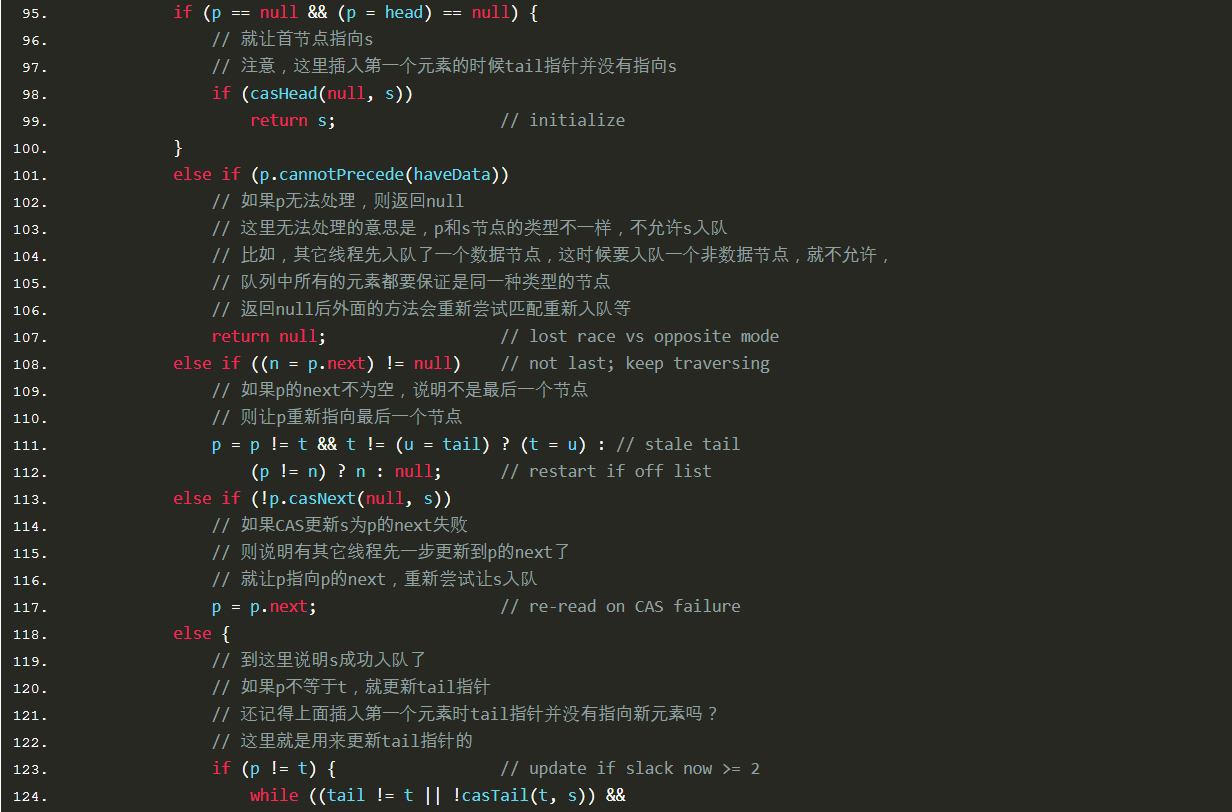 95. if (p == null && (p = head) == null) {
96. // 就让首节点指向s
97. // 注意，这里插入第一个元素的时候tail指针并没有指向s
98. if (casHead(null, s))
99. return s; // initialize
100. }
101. else if (p.cannotPrecede(haveData))
102. // 如果p无法处理，则返回null
103. // 这里无法处理的意思是，p和s节点的类型不一样，不允许s入队
104. // 比如，其它线程先入队了一个数据节点，这时候要入队一个非数据节点，就不允许，
105. // 队列中所有的元素都要保证是同一种类型的节点
106. // 返回null后外面的方法会重新尝试匹配重新入队等
107. return null; // lost race vs opposite mode
108. else if ((n = p.next) != null) // not last; keep traversing
109. // 如果p的next不为空，说明不是最后一个节点
110. // 则让p重新指向最后一个节点
111. p = p != t && t != (u = tail) ? (t = u) : // stale tail
112. (p != n) ? n : null; // restart if off list
113. else if (!p.casNext(null, s))
114. // 如果CAS更新s为p的next失败
115. // 则说明有其它线程先一步更新到p的next了
116. // 就让p指向p的next，重新尝试让s入队
117. p = p.next; // re-read on CAS failure
118. else {
119. // 到这里说明s成功入队了
120. // 如果p不等于t，就更新tail指针
121. // 还记得上面插入第一个元素时tail指针并没有指向新元素吗？
122. // 这里就是用来更新tail指针的
123. if (p != t) { // update if slack now >= 2
124. while ((tail != t || !casTail(t, s)) &&